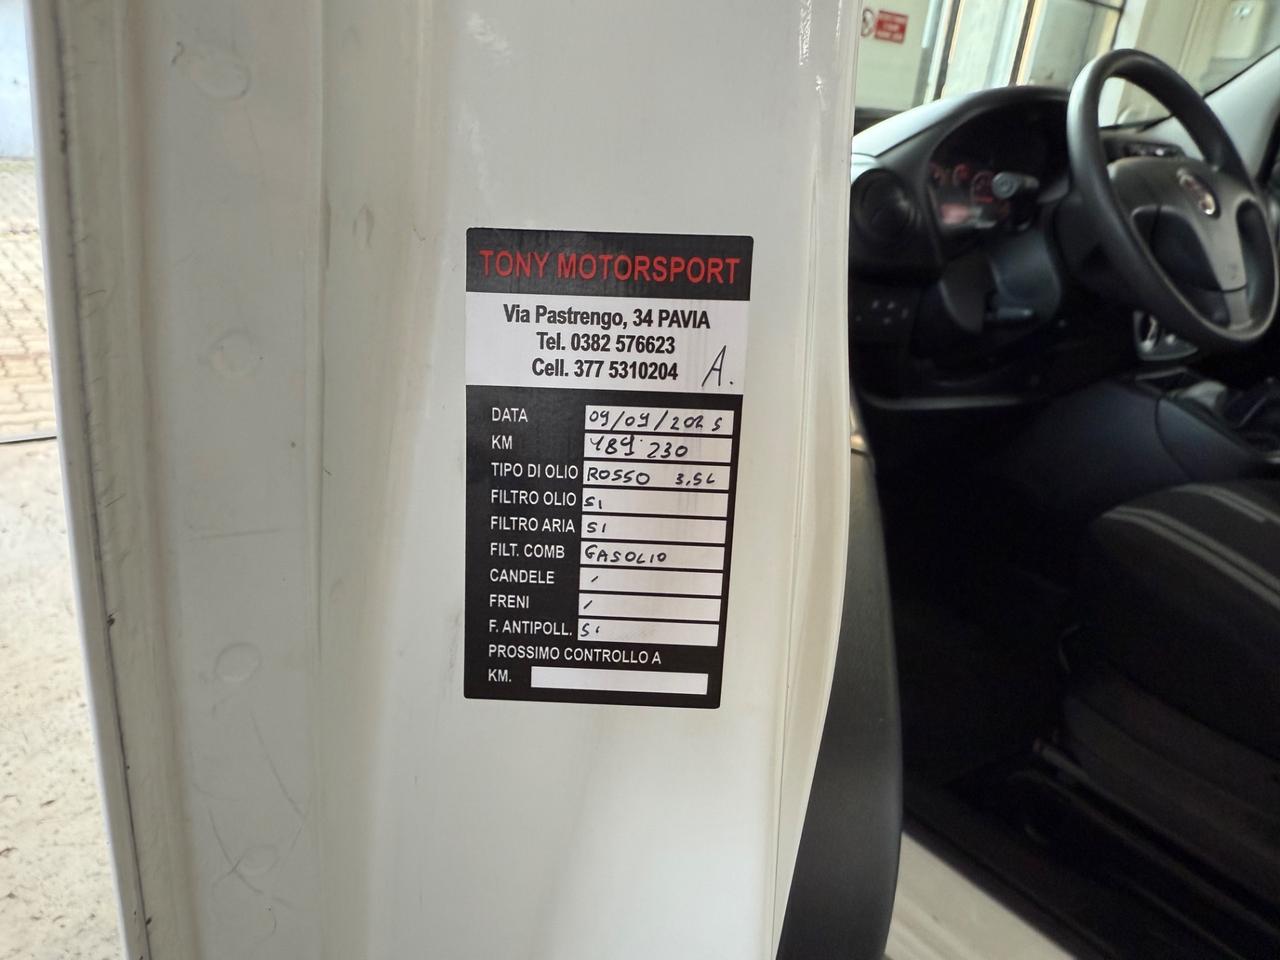 TONY MOTORSPORT
Via Pastrengo, 34 PAVIA
Tel. 0382 576623
Cell. 377 5310204 A.
DATA 09/09/2025
KM 189'230
TIPO DI OLIO ROSSO 3,5L
FILTRO OLIO SI
FILTRO ARIA SI
FILT. COMB GASOLIO
CANDELE /
FRENI /
F. ANTIPOLL. SI
PROSSIMO CONTROLLO A
KM.